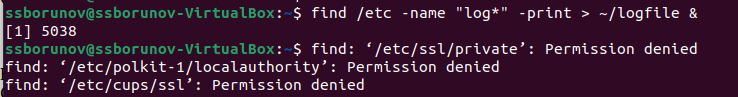 ssborunov@ssborunov-VirtualBox:~$ find /etc -name "log*" -print > ~/logfile &
[1] 5038
ssborunov@ssborunov-VirtualBox:~$ find: ‘/etc/ssl/private’: Permission denied
find: ‘/etc/polkit-1/localauthority’: Permission denied
find: ‘/etc/cups/ssl’: Permission denied